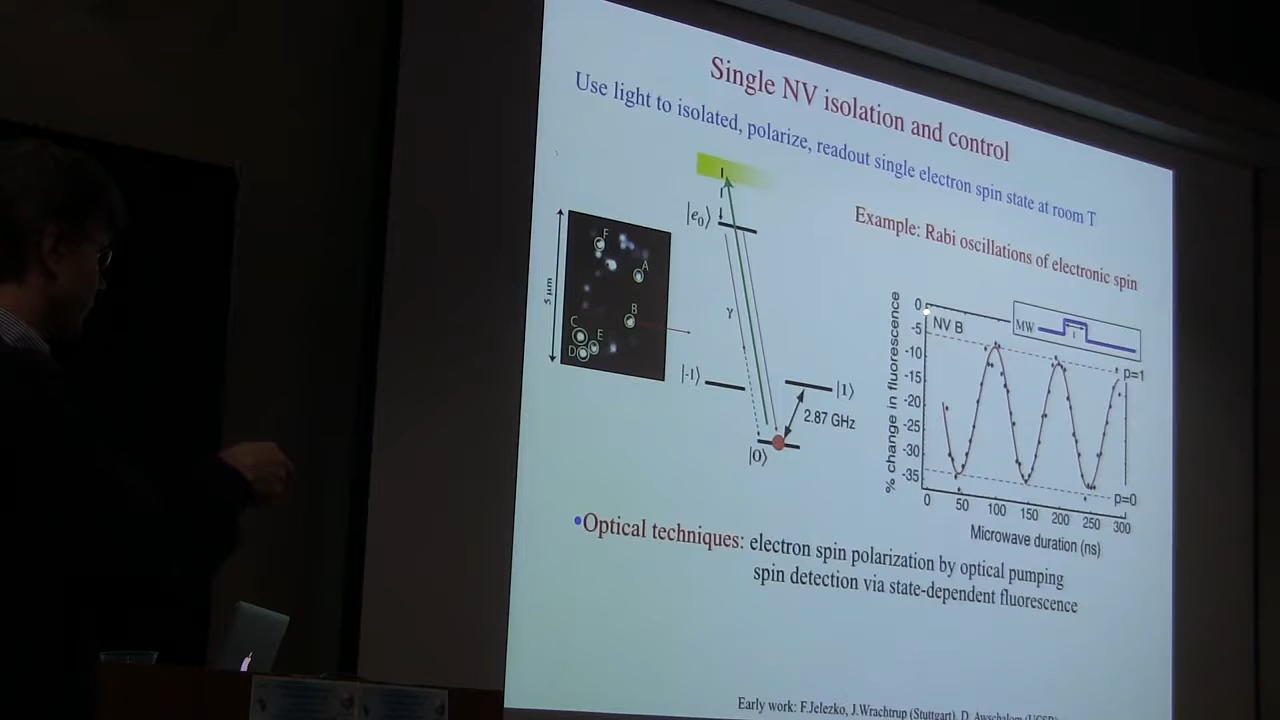 Single NV isolation and control
Use light to isolated, polarize, readout single electron spin state at room T
|e₀⟩
5 μm
F
A
B
C
E
D
γ
|-1⟩
|1⟩
2.87 GHz
|0⟩
Example: Rabi oscillations of electronic spin
% change in fluorescence
0
-5
-10
-15
-20
-25
-30
-35
NV B
MW
p=1
p=0
0 50 100 150 200 250 300
Microwave duration (ns)
•Optical techniques: electron spin polarization by optical pumping
spin detection via state-dependent fluorescence
Early work: F.Jelezko, J.Wrachtrup (Stuttgart), D. Awschalom (UCSB)